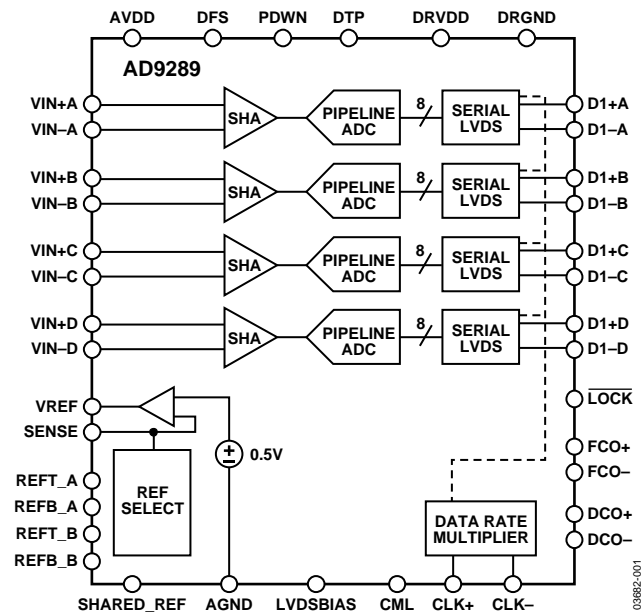 AVDD DFS PDWN DTP DRVDD DRGND
AD9289
VIN+A
VIN–A
SHA
PIPELINE
ADC
8
SERIAL
LVDS
D1+A
D1–A
VIN+B
VIN–B
SHA
PIPELINE
ADC
8
SERIAL
LVDS
D1+B
D1–B
VIN+C
VIN–C
SHA
PIPELINE
ADC
8
SERIAL
LVDS
D1+C
D1–C
VIN+D
VIN–D
SHA
PIPELINE
ADC
8
SERIAL
LVDS
D1+D
D1–D
VREF
SENSE
REFT_A
REFB_A
REFT_B
REFB_B
REF
SELECT
+
–
0.5V
DATA RATE
MULTIPLIER
LOCK
FCO+
FCO–
DCO+
DCO–
SHARED_REF AGND LVDSBIAS CML CLK+ CLK–
03682-001